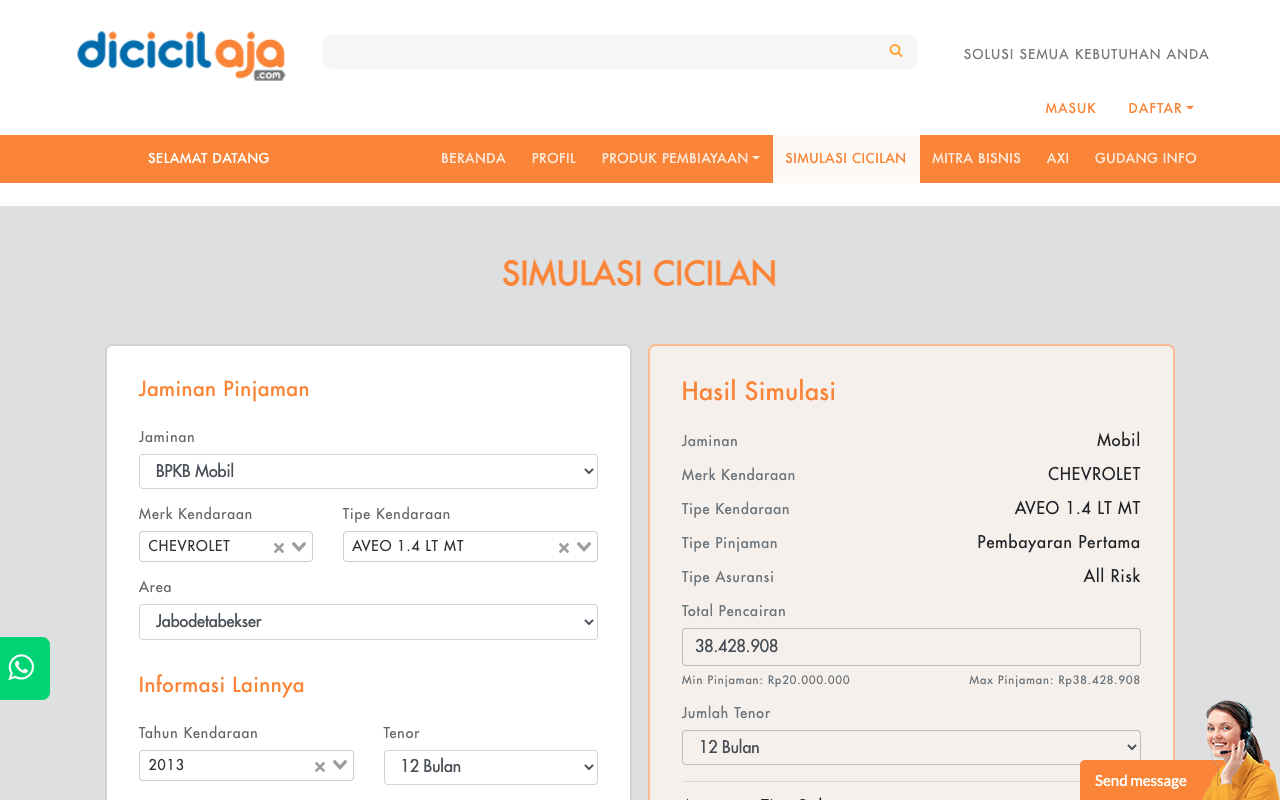 dicicilaja
.com
SOLUSI SEMUA KEBUTUHAN ANDA
MASUK DAFTAR
SELAMAT DATANG BERANDA PROFIL PRODUK PEMBIAYAAN SIMULASI CICILAN MITRA BISNIS AXI GUDANG INFO
SIMULASI CICILAN
Jaminan Pinjaman
Jaminan
BPKB Mobil
Merk Kendaraan Tipe Kendaraan
CHEVROLET AVEO 1.4 LT MT
Area
Jabodetabekser
Informasi Lainnya
Tahun Kendaraan Tenor
2013 12 Bulan
Hasil Simulasi
Jaminan Mobil
Merk Kendaraan CHEVROLET
Tipe Kendaraan AVEO 1.4 LT MT
Tipe Pinjaman Pembayaran Pertama
Tipe Asuransi All Risk
Total Pencairan
38.428.908
Min Pinjaman: Rp20.000.000 Max Pinjaman: Rp38.428.908
Jumlah Tenor
12 Bulan
Send message